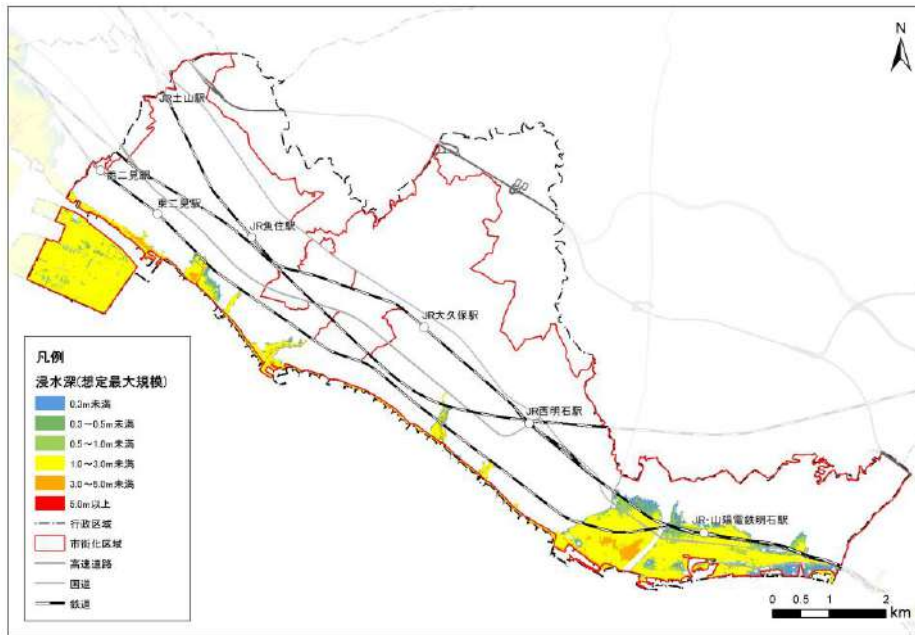 N
JR土山駅
西二見駅
東二見駅
JR魚住駅
JR大久保駅
JR西明石駅
JR・山陽電鉄明石駅
凡例
浸水深(想定最大規模)
0.3m未満
0.3～0.5m未満
0.5～1.0m未満
1.0～3.0m未満
3.0～5.0m未満
5.0m以上
行政区域
市街化区域
高速道路
国道
鉄道
0 0.5 1 2
km